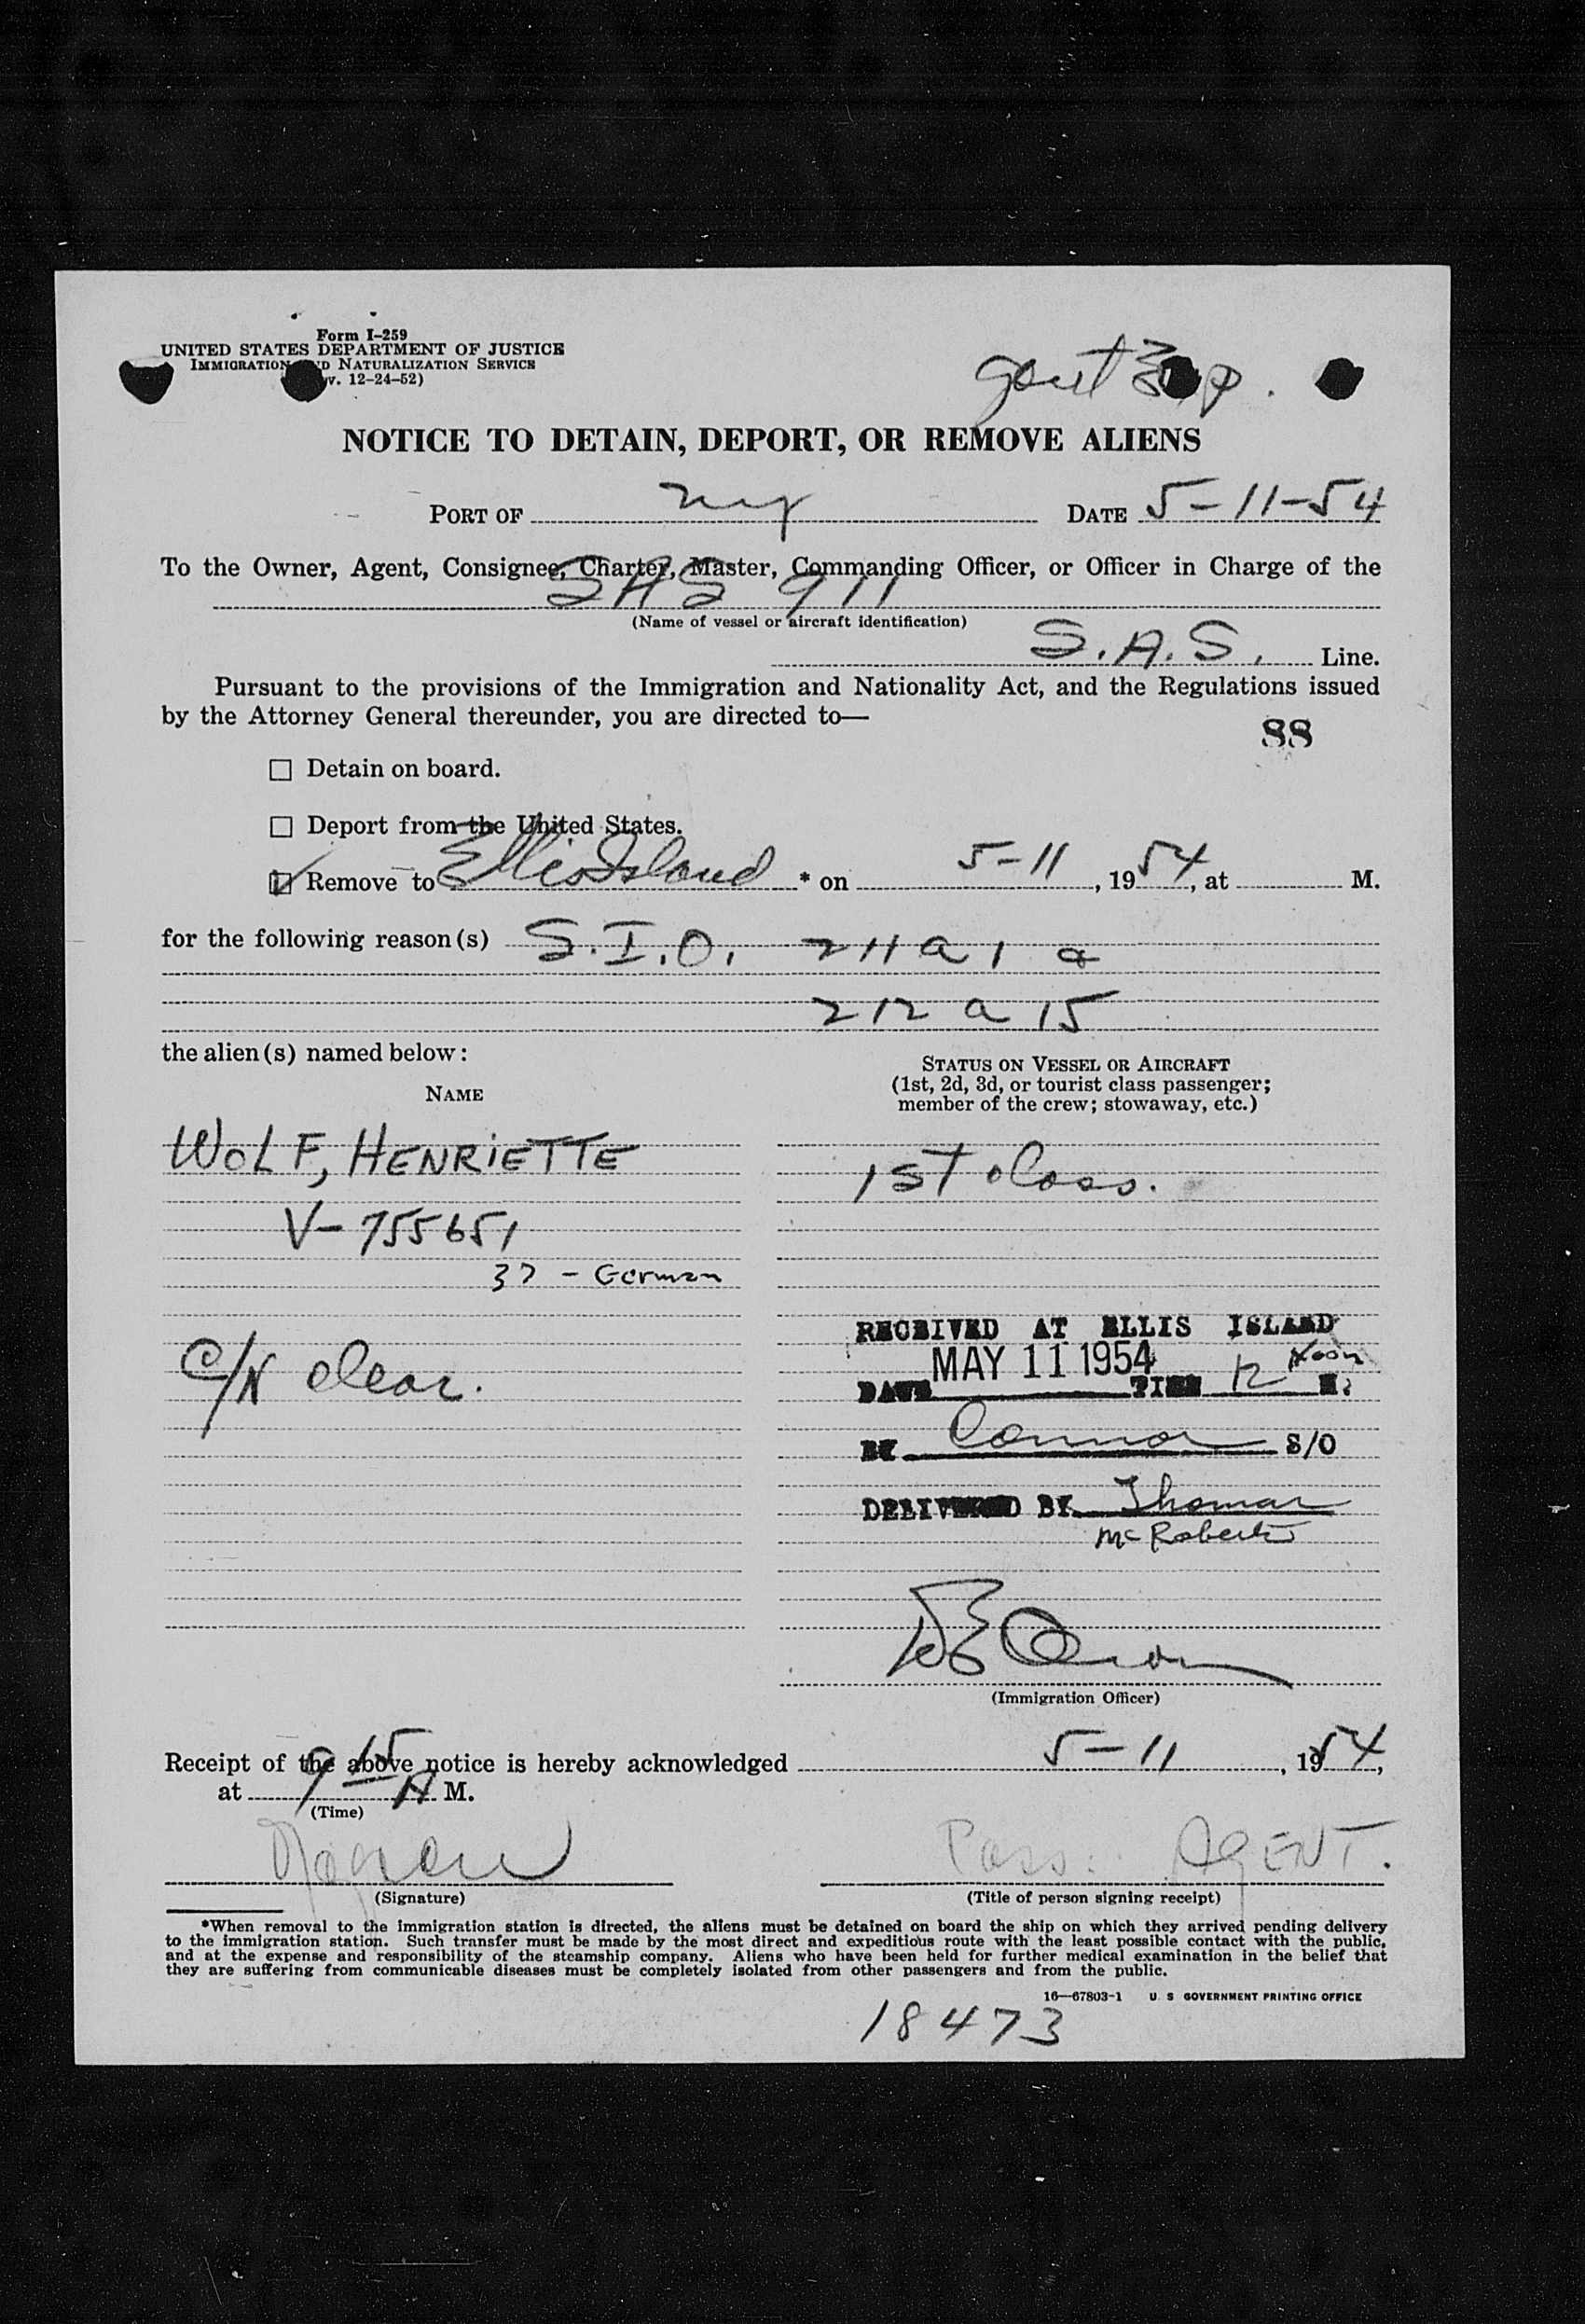 Form I-259
UNITED STATES DEPARTMENT OF JUSTICE
IMMIGRATION D NATURALIZATION SERVICE
v. 12-24-52)
NOTICE TO DETAIN, DEPORT, OR REMOVE ALIENS
PORT OF ny DATE 5-11-54
To the Owner, Agent, Consignee, Charter, Master, Commanding Officer, or Officer in Charge of the
SAS 911
(Name of vessel or aircraft identification)
S.A.S. Line.
Pursuant to the provisions of the Immigration and Nationality Act, and the Regulations issued
by the Attorney General thereunder, you are directed to—
88
☐ Detain on board.
☐ Deport from the United States.
☑ Remove to Ellis Island * on 5-11, 1954, at M.
for the following reason(s) S.I.O. 211 a 1 a
212 a 15
the alien(s) named below:
NAME
STATUS ON VESSEL OR AIRCRAFT
(1st, 2d, 3d, or tourist class passenger;
member of the crew; stowaway, etc.)
WOLF, HENRIETTE
1ST class.
V-755651
37 - German
C/N clear.
RECEIVED AT ELLIS ISLAND
DATE MAY 11 1954 TIME 12 Noon M.
BY Connor S/O
DELIVERED BY Thomas
McRoberts
(Immigration Officer)
Receipt of the above notice is hereby acknowledged 5-11, 1954,
at 9 15 A M.
(Time)
Pass. AGENT.
(Signature)
(Title of person signing receipt)
*When removal to the immigration station is directed, the aliens must be detained on board the ship on which they arrived pending delivery
to the immigration station. Such transfer must be made by the most direct and expeditious route with the least possible contact with the public,
and at the expense and responsibility of the steamship company. Aliens who have been held for further medical examination in the belief that
they are suffering from communicable diseases must be completely isolated from other passengers and from the public.
16—67803-1 U S GOVERNMENT PRINTING OFFICE
18473